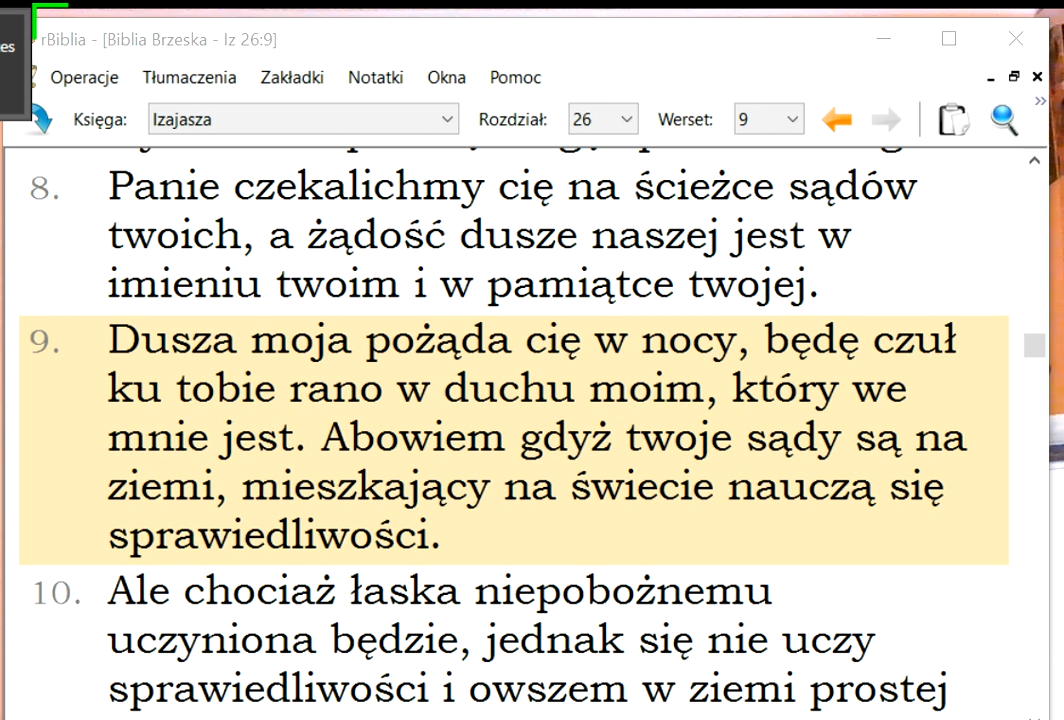 es
rBiblia - [Biblia Brzeska - Iz 26:9]
Operacje Tłumaczenia Zakładki Notatki Okna Pomoc
Księga: Izajasza Rozdział: 26 Werset: 9
8. Panie czekalichmy cię na ścieżce sądów
twoich, a żądość dusze naszej jest w
imieniu twoim i w pamiątce twojej.
9. Dusza moja pożąda cię w nocy, będę czuł
ku tobie rano w duchu moim, który we
mnie jest. Abowiem gdyż twoje sądy są na
ziemi, mieszkający na świecie nauczą się
sprawiedliwości.
10. Ale chociaż łaska niepobożnemu
uczyniona będzie, jednak się nie uczy
sprawiedliwości i owszem w ziemi prostej